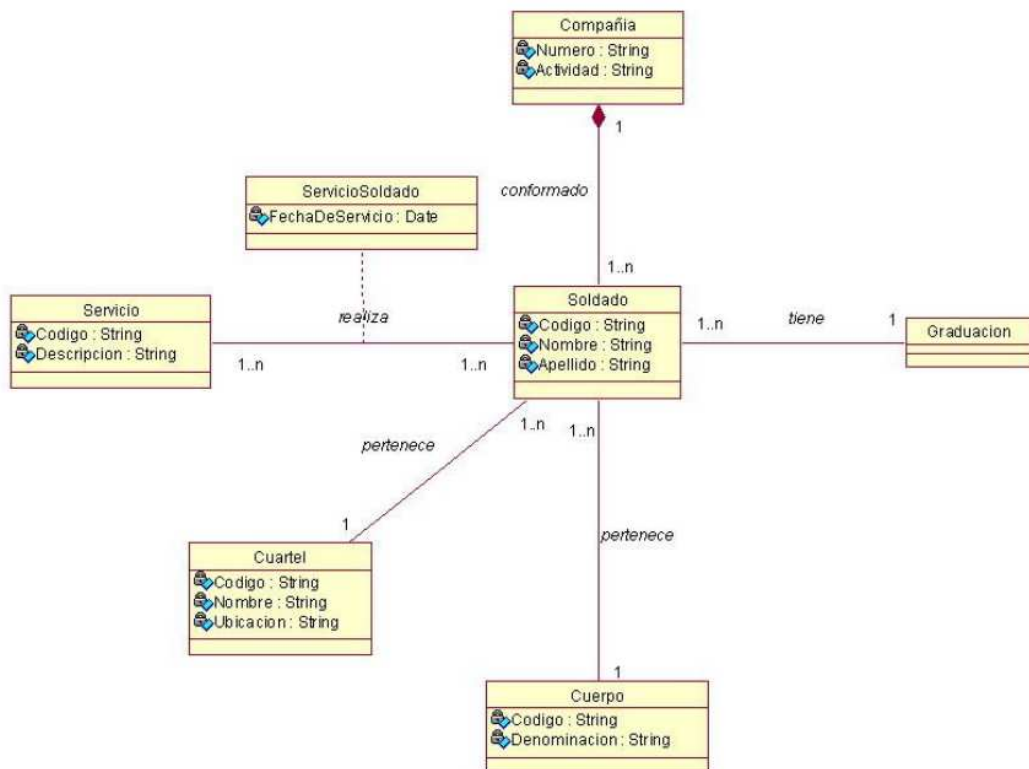 Compañia
Numero : String
Actividad : String
1
conformado
1..n
ServicioSoldado
FechaDeServicio : Date
Servicio
Codigo : String
Descripcion : String
realiza
1..n
1..n
Soldado
Codigo : String
Nombre : String
Apellido : String
1..n
tiene
1
Graduacion
pertenece
1..n
1..n
1
pertenece
Cuartel
Codigo : String
Nombre : String
Ubicacion : String
1
Cuerpo
Codigo : String
Denominacion : String